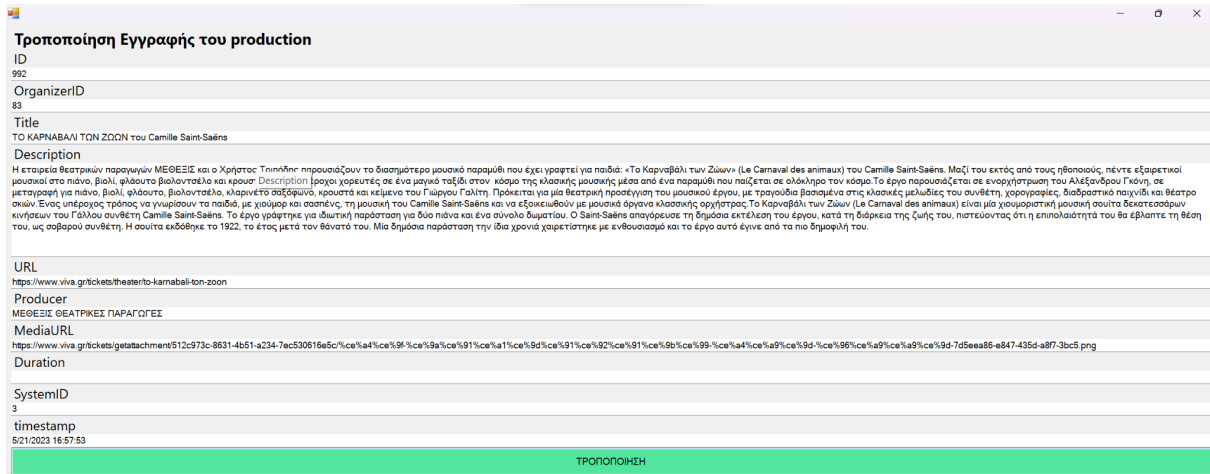 Τροποποίηση Εγγραφής του production
ID
992
OrganizerID
83
Title
ΤΟ ΚΑΡΝΑΒΑΛΙ ΤΩΝ ΖΩΩΝ του Camille Saint-Saëns
Description
Η εταιρεία θεατρικών παραγωγών ΜΕΘΕΞΙΣ και ο Χρήστος Τριπόδης παρουσιάζουν το διασημότερο μουσικό παραμύθι που έχει γραφτεί για παιδιά: «Το Καρναβάλι των Ζώων» (Le Carnaval des animaux) του Camille Saint-Saëns. Μαζί του εκτός από τους ηθοποιούς, πέντε εξαιρετικοί
μουσικοί στο πιάνο, βιολί, φλάουτο βιολοντσέλο και κρουστ Description έροχοι χορευτές σε ένα μαγικό ταξίδι στον κόσμο της κλασικής μουσικής μέσα από ένα παραμύθι που παίζεται σε ολόκληρο τον κόσμο.Το έργο παρουσιάζεται σε ενορχήστρωση του Αλέξανδρου Γκόνη, σε
μεταγραφή για πιάνο, βιολί, φλάουτο, βιολοντσέλο, κλαρινέτο σαξόφωνο, κρουστά και κείμενο του Γιώργου Γαλίτη. Πρόκειται για μία θεατρική προσέγγιση του μουσικού έργου, με τραγούδια βασισμένα στις κλασικές μελωδίες του συνθέτη, χορογραφίες, διαδραστικό παιχνίδι και θέατρο
σκιών.Ένας υπέροχος τρόπος να γνωρίσουν τα παιδιά, με χιούμορ και σασπένς, τη μουσική του Camille Saint-Saëns και να εξοικειωθούν με μουσικά όργανα κλασσικής ορχήστρας.Το Καρναβάλι των Ζώων (Le Carnaval des animaux) είναι μία χιουμοριστική μουσική σουίτα δεκατεσσάρων
κινήσεων του Γάλλου συνθέτη Camille Saint-Saëns. Το έργο γράφτηκε για ιδιωτική παράσταση για δύο πιάνα και ένα σύνολο δωματίου. Ο Saint-Saëns απαγόρευσε τη δημόσια εκτέλεση του έργου, κατά τη διάρκεια της ζωής του, πιστεύοντας ότι η επιπολαιότητά του θα έβλαπτε τη θέση
του, ως σοβαρού συνθέτη. Η σουίτα εκδόθηκε το 1922, το έτος μετά τον θάνατό του. Μία δημόσια παράσταση την ίδια χρονιά χαιρετίστηκε με ενθουσιασμό και το έργο αυτό έγινε από τα πιο δημοφιλή του.
URL
https://www.viva.gr/tickets/theater/to-karnabali-ton-zoon
Producer
ΜΕΘΕΞΙΣ ΘΕΑΤΡΙΚΕΣ ΠΑΡΑΓΩΓΕΣ
MediaURL
https://www.viva.gr/tickets/getattachment/512c973c-8631-4b51-a234-7ec530616e5c/%ce%a4%ce%9f-%ce%9a%ce%91%ce%a1%ce%9d%ce%91%ce%92%ce%91%ce%9b%ce%99-%ce%a4%ce%a9%ce%9d-%ce%96%ce%a9%ce%a9%ce%9d-7d5eea86-e847-435d-a8f7-3bc5.png
Duration
SystemID
3
timestamp
5/21/2023 16:57:53
ΤΡΟΠΟΠΟΙΗΣΗ